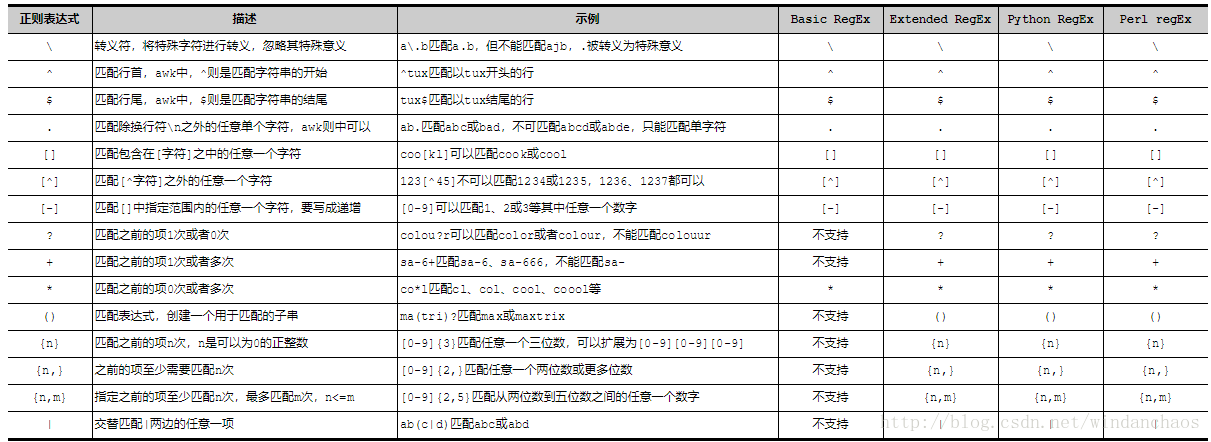 正则表达式 描述 示例 Basic RegEx Extended RegEx Python RegEx Perl regEx
\ 转义符，将特殊字符进行转义，忽略其特殊意义 a\.b匹配a.b，但不能匹配ajb，.被转义为特殊意义 \ \ \ \
^ 匹配行首，awk中，^则是匹配字符串的开始 ^tux匹配以tux开头的行 ^ ^ ^ ^
$ 匹配行尾，awk中，$则是匹配字符串的结尾 tux$匹配以tux结尾的行 $ $ $ $
. 匹配除换行符\n之外的任意单个字符，awk则中可以 ab.匹配abc或bad，不可匹配abcd或abde，只能匹配单字符 . . . .
[] 匹配包含在[字符]之中的任意一个字符 coo[kl]可以匹配cook或cool [] [] [] []
[^] 匹配[^字符]之外的任意一个字符 123[^45]不可以匹配1234或1235，1236、1237都可以 [^] [^] [^] [^]
[-] 匹配[]中指定范围内的任意一个字符，要写成递增 [0-9]可以匹配1、2或3等其中任意一个数字 [-] [-] [-] [-]
? 匹配之前的项1次或者0次 colou?r可以匹配color或者colour，不能匹配colouur 不支持 ? ? ?
+ 匹配之前的项1次或者多次 sa-6+匹配sa-6、sa-666，不能匹配sa- 不支持 + + +
* 匹配之前的项0次或者多次 co*l匹配cl、col、cool、coool等 不支持 * * *
() 匹配表达式，创建一个用于匹配的子串 ma(tri)?匹配max或maxtrix 不支持 () () ()
{n} 匹配之前的项n次，n是可以为0的正整数 [0-9]{3}匹配任意一个三位数，可以扩展为[0-9][0-9][0-9] 不支持 {n} {n} {n}
{n,} 之前的项至少需要匹配n次 [0-9]{2,}匹配任意一个两位数或更多位数 不支持 {n,} {n,} {n,}
{n,m} 指定之前的项至少匹配n次，最多匹配m次，n<=m [0-9]{2,5}匹配从两位数到五位数之间的任意一个数字 不支持 {n,m} {n,m} {n,m}
| 交替匹配|两边的任意一项 ab(c|d)匹配abc或abd 不支持 | | |
http://blog.csdn.net/windanchaos